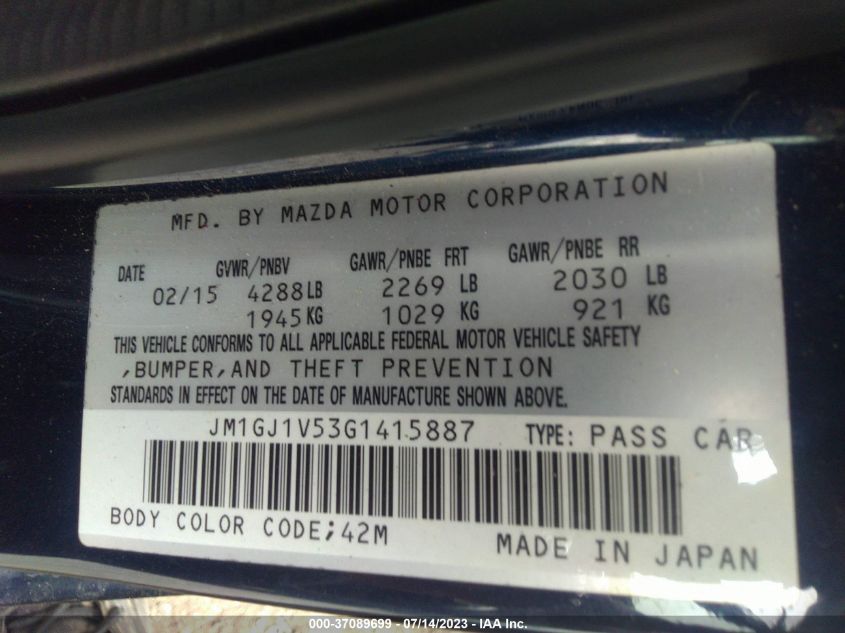 MFD. BY MAZDA MOTOR CORPORATION
DATE GVWR/PNBV GAWR/PNBE FRT GAWR/PNBE RR
02/15 4288LB 2269 LB 2030 LB
1945KG 1029 KG 921 KG
THIS VEHICLE CONFORMS TO ALL APPLICABLE FEDERAL MOTOR VEHICLE SAFETY
,BUMPER,AND THEFT PREVENTION
STANDARDS IN EFFECT ON THE DATE OF MANUFACTURE SHOWN ABOVE.
JM1GJ1V53G1415887 TYPE: PASS CAR
BODY COLOR CODE;42M
MADE IN JAPAN
000-37089699 - 07/14/2023 - IAA Inc.